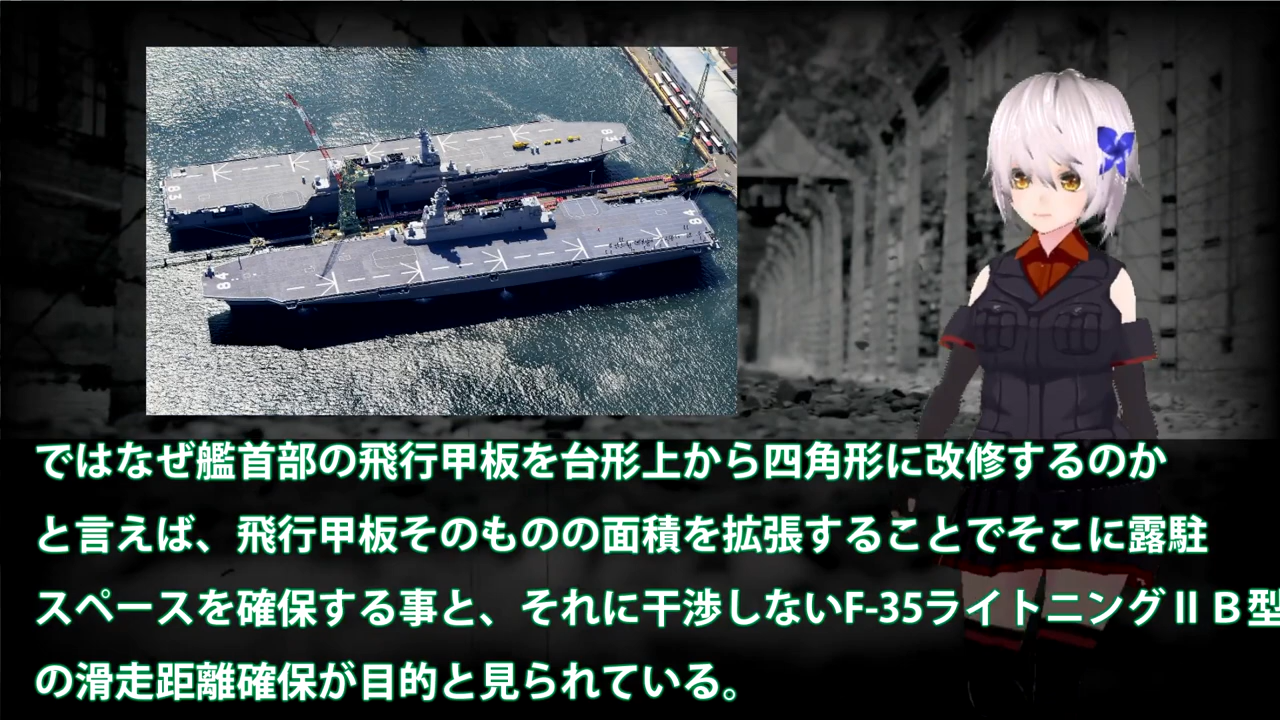 83
83
84
84
ではなぜ艦首部の飛行甲板を台形上から四角形に改修するのか
と言えば、飛行甲板そのものの面積を拡張することでそこに露駐
スペースを確保する事と、それに干渉しないF-35ライトニングⅡB型
の滑走距離確保が目的と見られている。